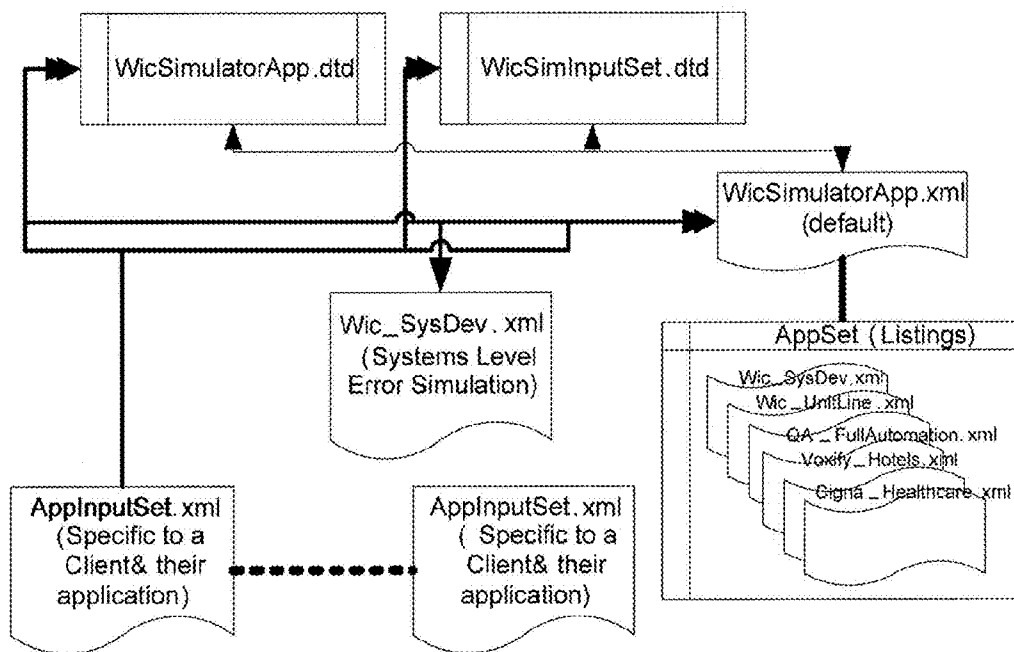 WicSimulatorApp.dtd
WicSimInputSet.dtd
WicSimulatorApp.xml
(default)
Wic_SysDev.xml
(Systems Level
Error Simulation)
AppSet (Listings)
Wic_SysDev.xml
Wic_UnitLine.xml
QA_FullAutomation.xml
Voxify_Hotels.xml
Cigna_Healthcare.xml
AppInputSet.xml
(Specific to a
Client& their
application)
AppInputSet.xml
( Specific to a
Client& their
application)